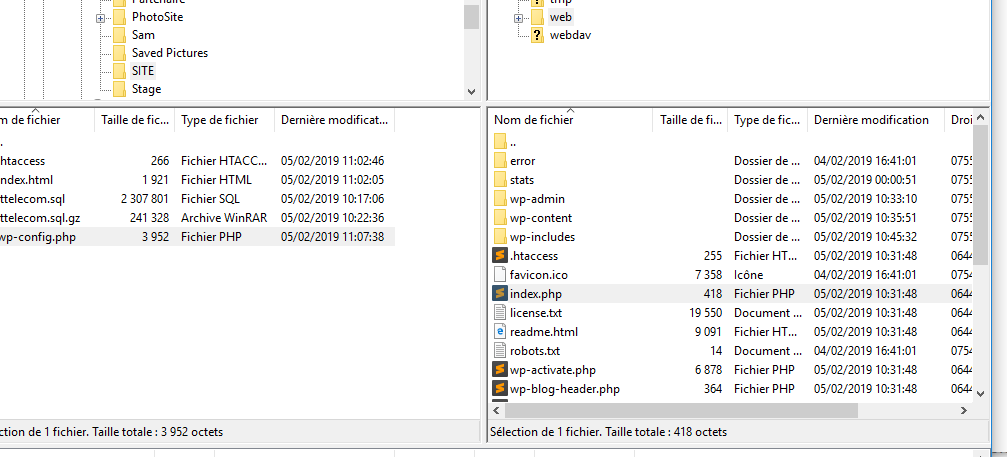 Partenaire
PhotoSite
Sam
Saved Pictures
SITE
Stage
tmp
web
webdav
m de fichier Taille de fic... Type de fichier Dernière modificat...
.
htaccess 266 Fichier HTACC... 05/02/2019 11:02:46
ndex.html 1 921 Fichier HTML 05/02/2019 11:02:05
ttelecom.sql 2 307 801 Fichier SQL 05/02/2019 10:17:06
ttelecom.sql.gz 241 328 Archive WinRAR 05/02/2019 10:22:36
wp-config.php 3 952 Fichier PHP 05/02/2019 11:07:38
ction de 1 fichier. Taille totale : 3 952 octets
Nom de fichier Taille de fi... Type de fic... Dernière modification Droi
..
error Dossier de ... 04/02/2019 16:41:01 0755
stats Dossier de ... 05/02/2019 00:00:51 0755
wp-admin Dossier de ... 05/02/2019 10:33:10 0755
wp-content Dossier de ... 05/02/2019 10:35:51 0755
wp-includes Dossier de ... 05/02/2019 10:45:32 0755
.htaccess 255 Fichier HT... 05/02/2019 10:31:48 0644
favicon.ico 7 358 Icône 04/02/2019 16:41:01 0754
index.php 418 Fichier PHP 05/02/2019 10:31:48 0644
license.txt 19 550 Document ... 05/02/2019 10:31:48 0644
readme.html 9 091 Fichier HT... 05/02/2019 10:31:48 0644
robots.txt 14 Document ... 04/02/2019 16:41:01 0754
wp-activate.php 6 878 Fichier PHP 05/02/2019 10:31:48 0644
wp-blog-header.php 364 Fichier PHP 05/02/2019 10:31:48 0644
Sélection de 1 fichier. Taille totale : 418 octets